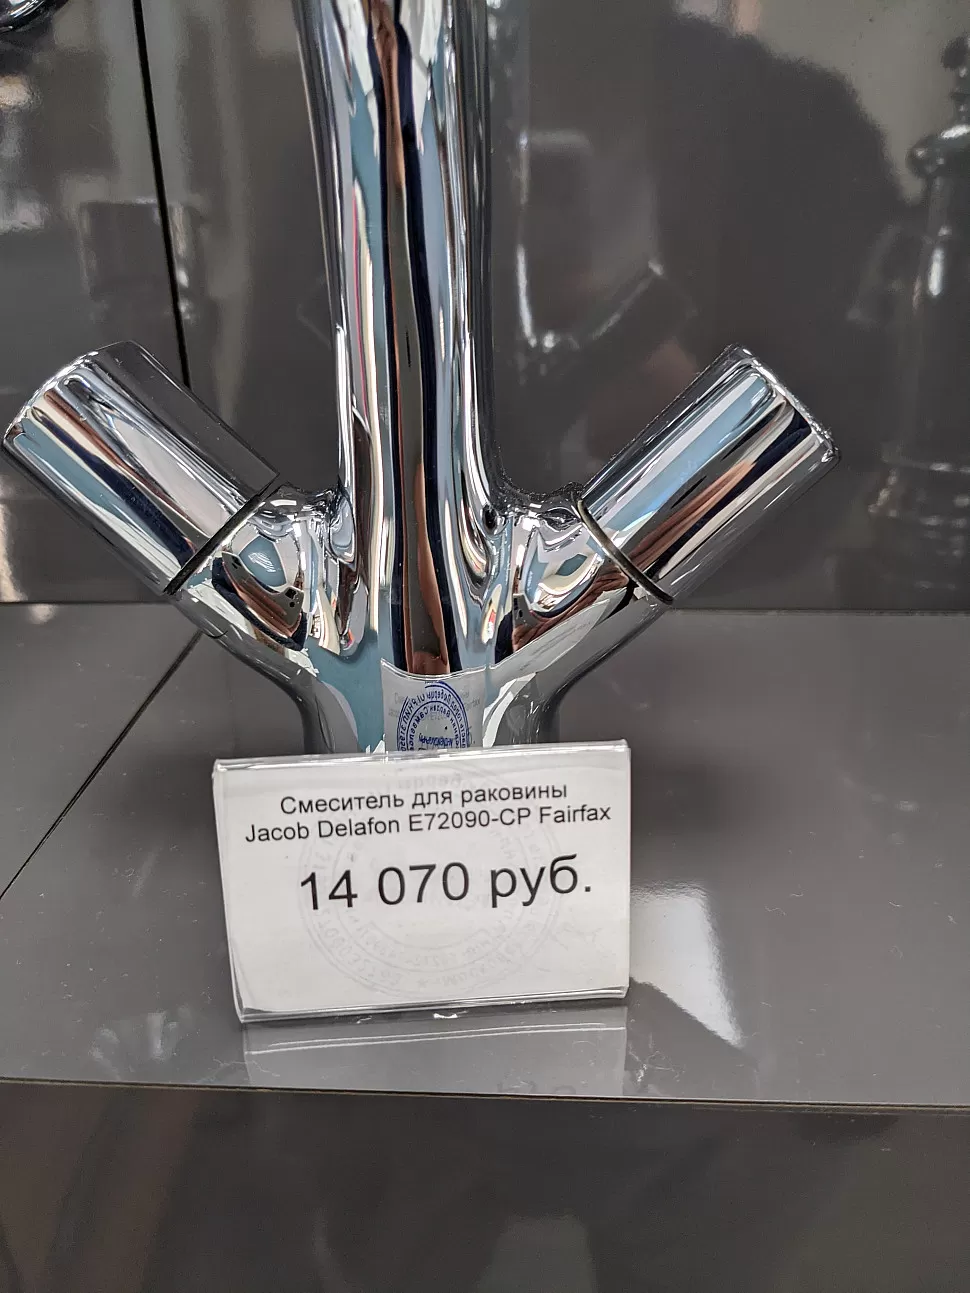 Смеситель для раковины
Jacob Delafon E72090-CP Fairfax
14 070 руб.